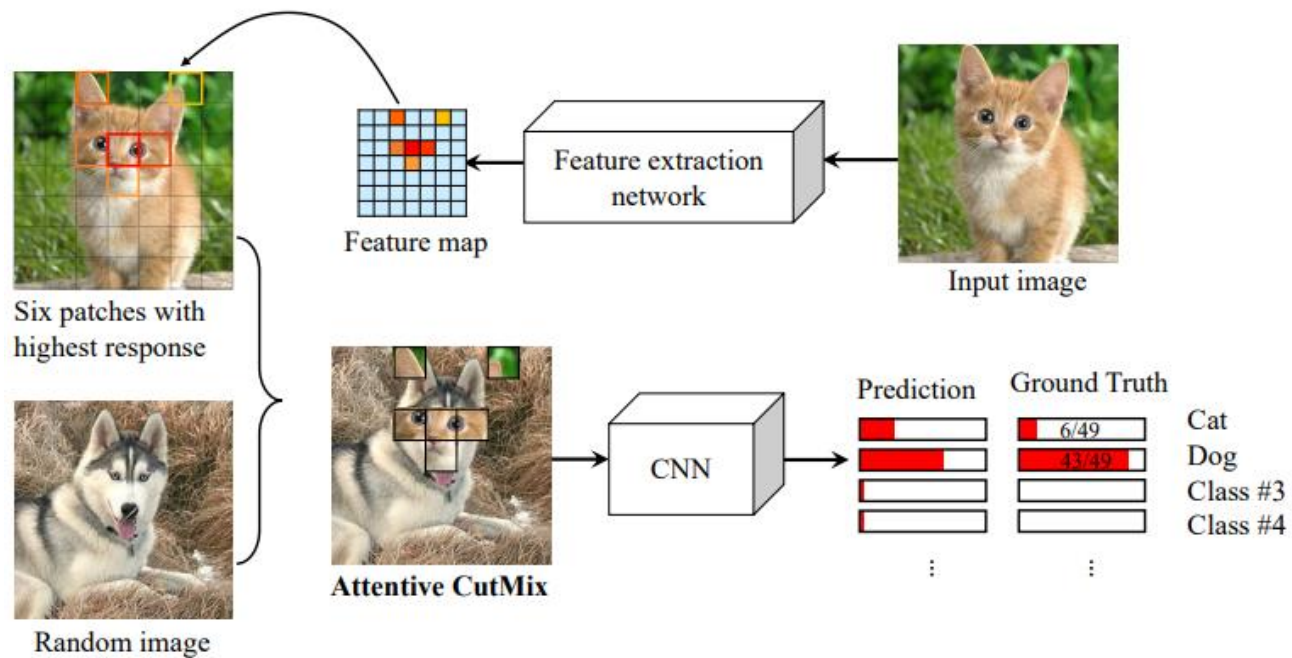 Feature extraction
network
Feature map
Input image
Six patches with
highest response
Prediction
Ground Truth
Cat
6/49
Dog
43/49
CNN
Class #3
Class #4
Attentive CutMix
Random image